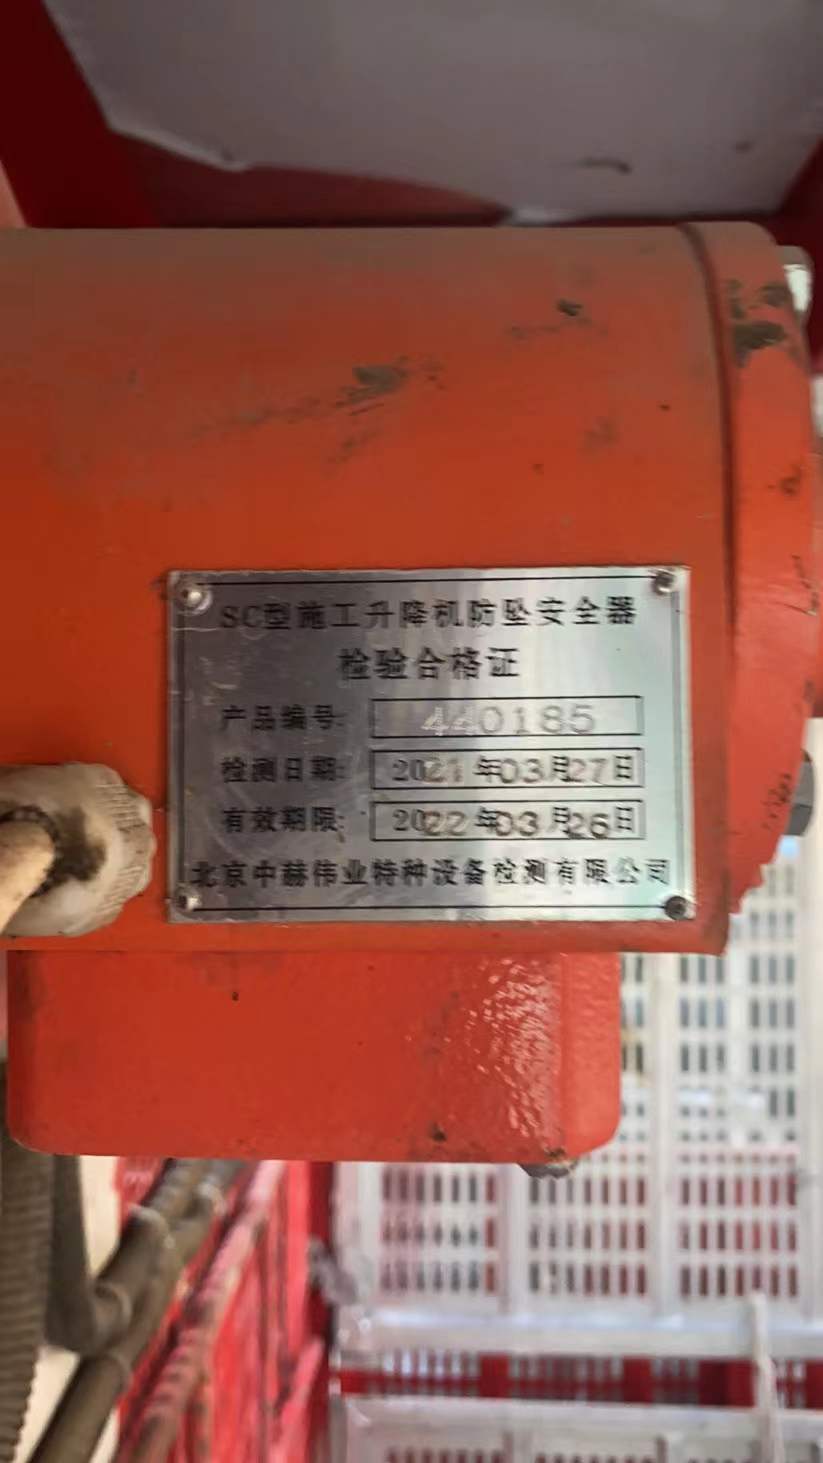 SC型施工升降机防坠安全器
检验合格证
产品编号: 440185
检测日期: 2021年03月27日
有效期限: 2022年03月26日
北京中赫伟业特种设备检测有限公司